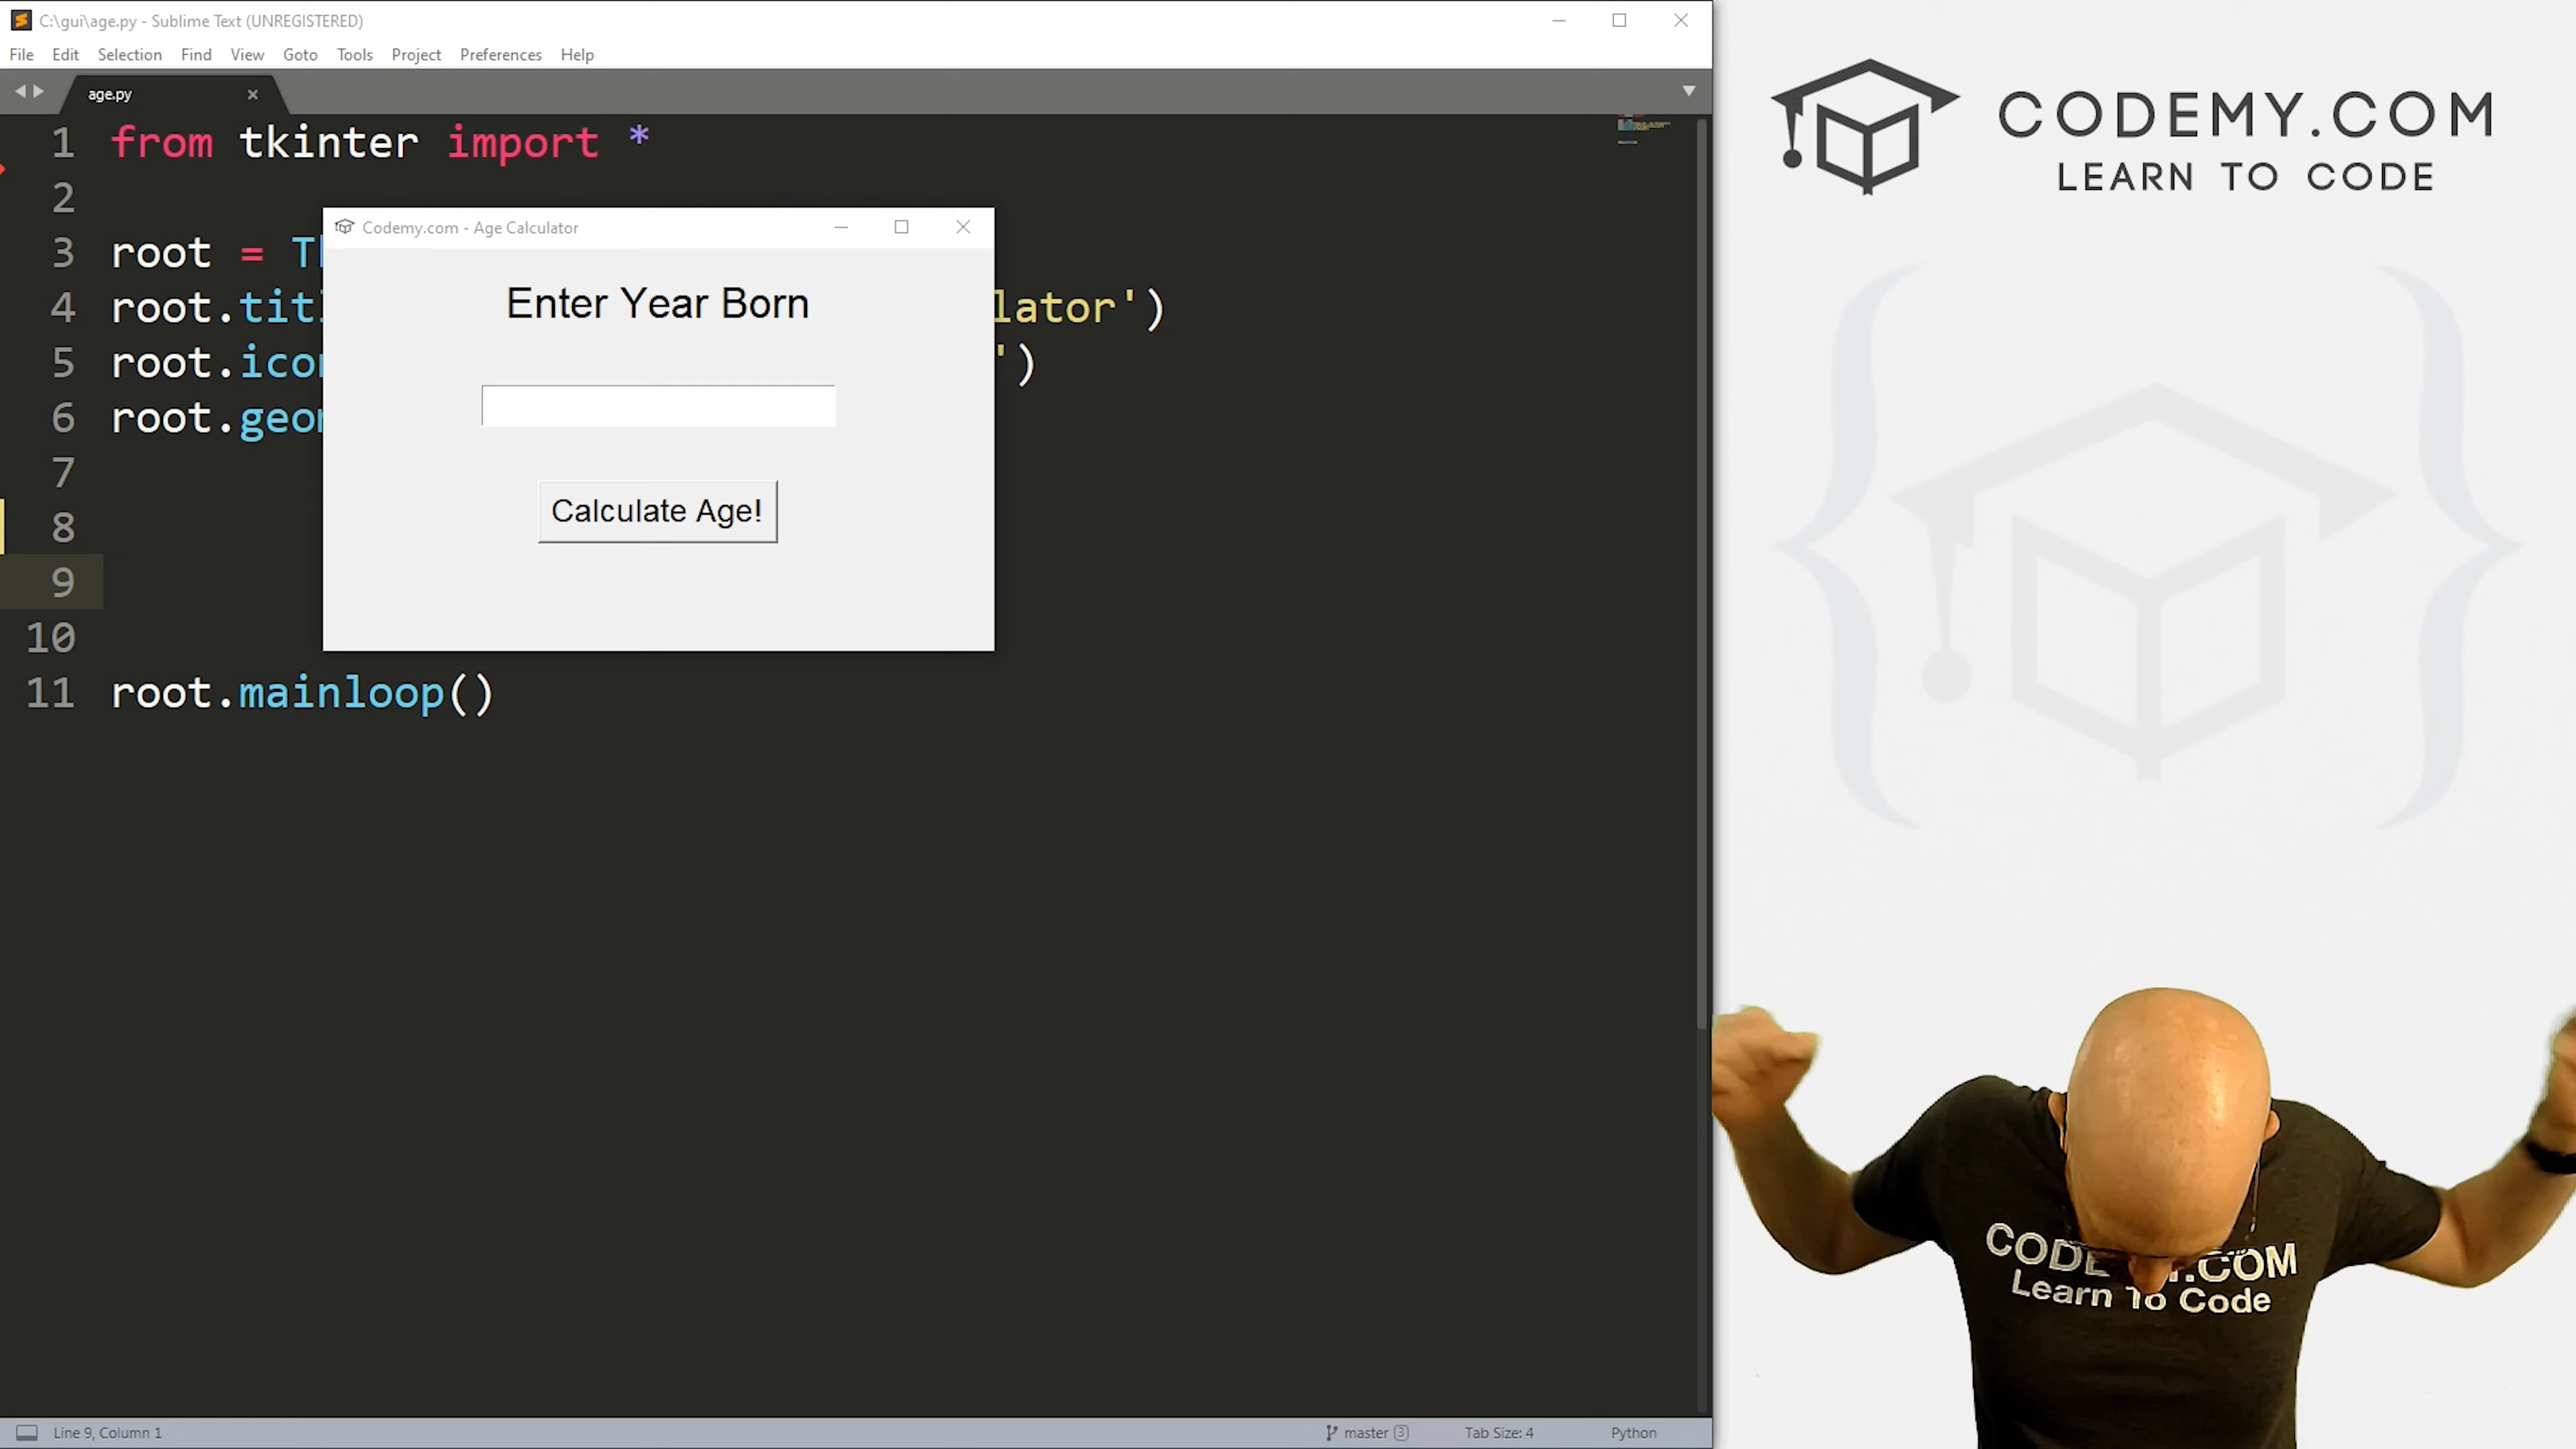 C:\gui\age.py - Sublime Text (UNREGISTERED)
File Edit Selection Find View Goto Tools Project Preferences Help
age.py
1 from tkinter import *
2
3 root =
4 root. lator')
5 root. ')
6 root.
7
8
9
10
11 root.mainloop()
Codemy.com - Age Calculator
Enter Year Born
Calculate Age!
Line 9, Column 1
master 3
Tab Size: 4
Python
CODEMY.COM
LEARN TO CODE
.COM
Learn To Code